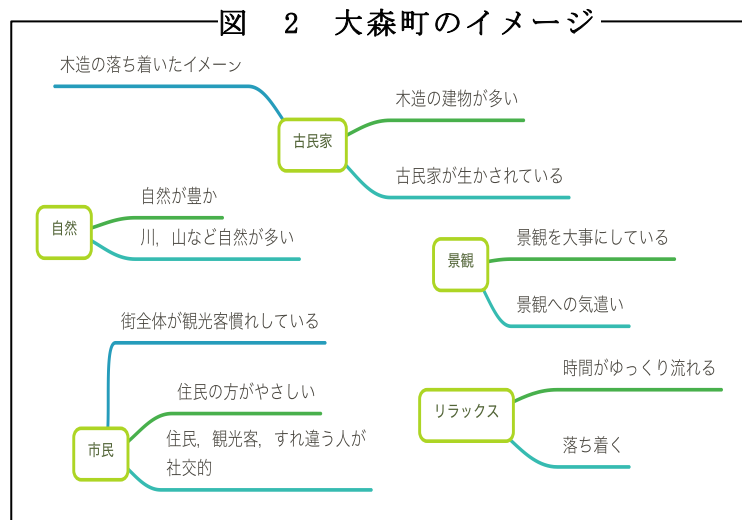 図 2 大森町のイメージ
木造の落ち着いたイメーン
木造の建物が多い
古民家
古民家が生かされている
自然が豊か
自然
川，山など自然が多い
景観を大事にしている
景観
景観への気遣い
街全体が観光客慣れしている
時間がゆっくり流れる
住民の方がやさしい
リラックス
住民，観光客，すれ違う人が
市民
落ち着く
社交的